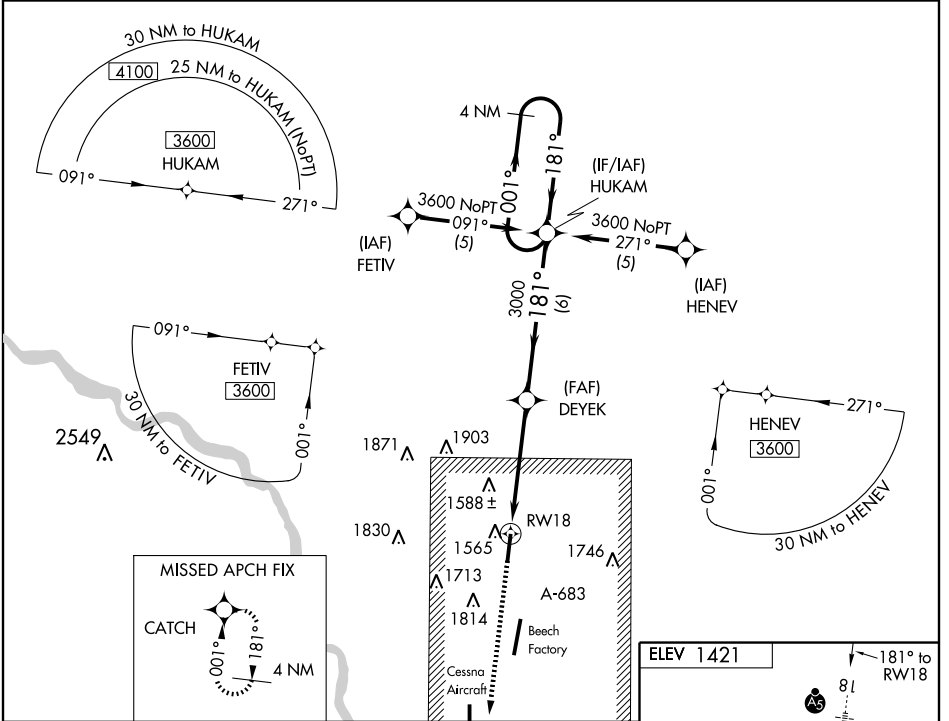 30 NM to HUKAM
4100
25 NM to HUKAM (NoPT)
3600
HUKAM
091°
271°
4 NM
001°
181°
(IF/IAF)
HUKAM
3600 NoPT
091°
(5)
(IAF)
FETIV
3600 NoPT
271°
(5)
(IAF)
HENEV
3000
181°
(6)
(FAF)
DEYEK
091°
FETIV
3600
001°
30 NM to FETIV
HENEV
3600
271°
001°
30 NM to HENEV
2549
1871
1903
1588 ±
1830
1565
RW18
1746
1713
1814
A-683
Beech
Factory
Cessna
Aircraft
MISSED APCH FIX
CATCH
001°
181°
4 NM
ELEV 1421
181° to
RW18
18
A5